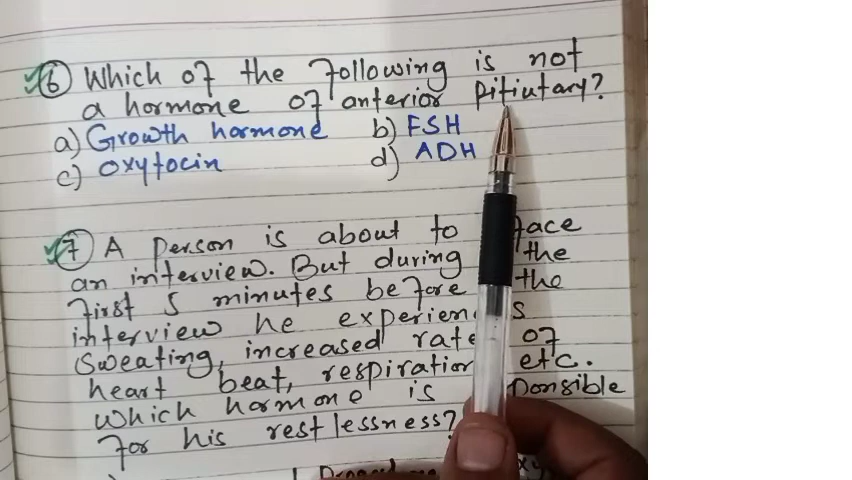 6 Which of the following is not
a hormone of anterior pitiutary?
a) Growth hormone b) FSH
c) Oxytocin d) ADH
7 A person is about to face
an interview. But during the
first 5 minutes before the
interview he experiences
sweating, increased rate of
heart beat, respiration etc.
Which hormone is responsible
for his restlessness?